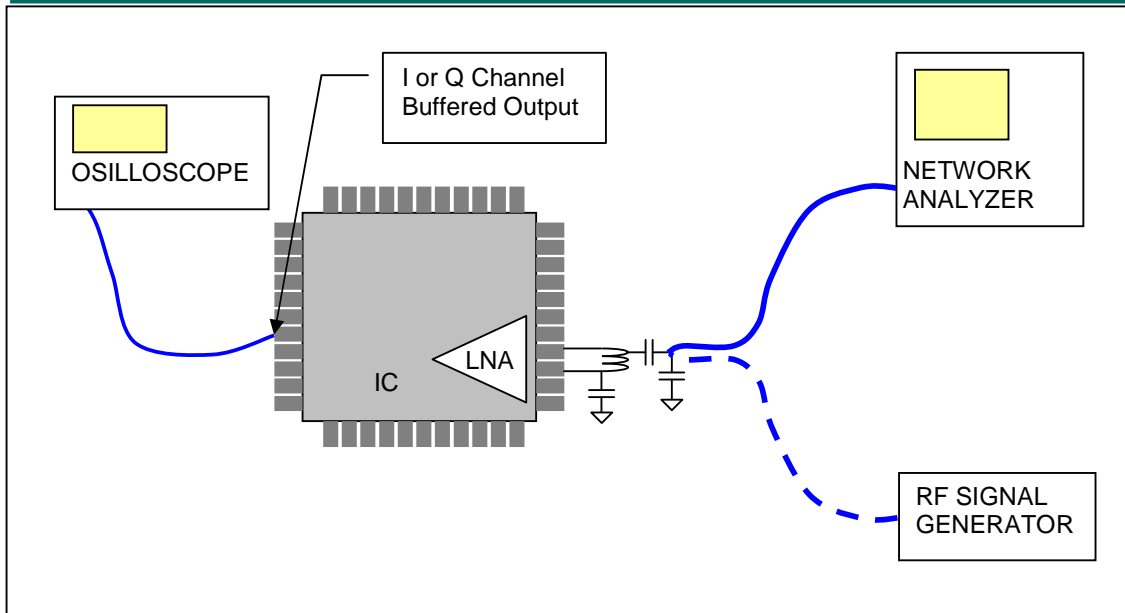 I or Q Channel
Buffered Output
OSILLOSCOPE
NETWORK
ANALYZER
LNA
IC
RF SIGNAL
GENERATOR